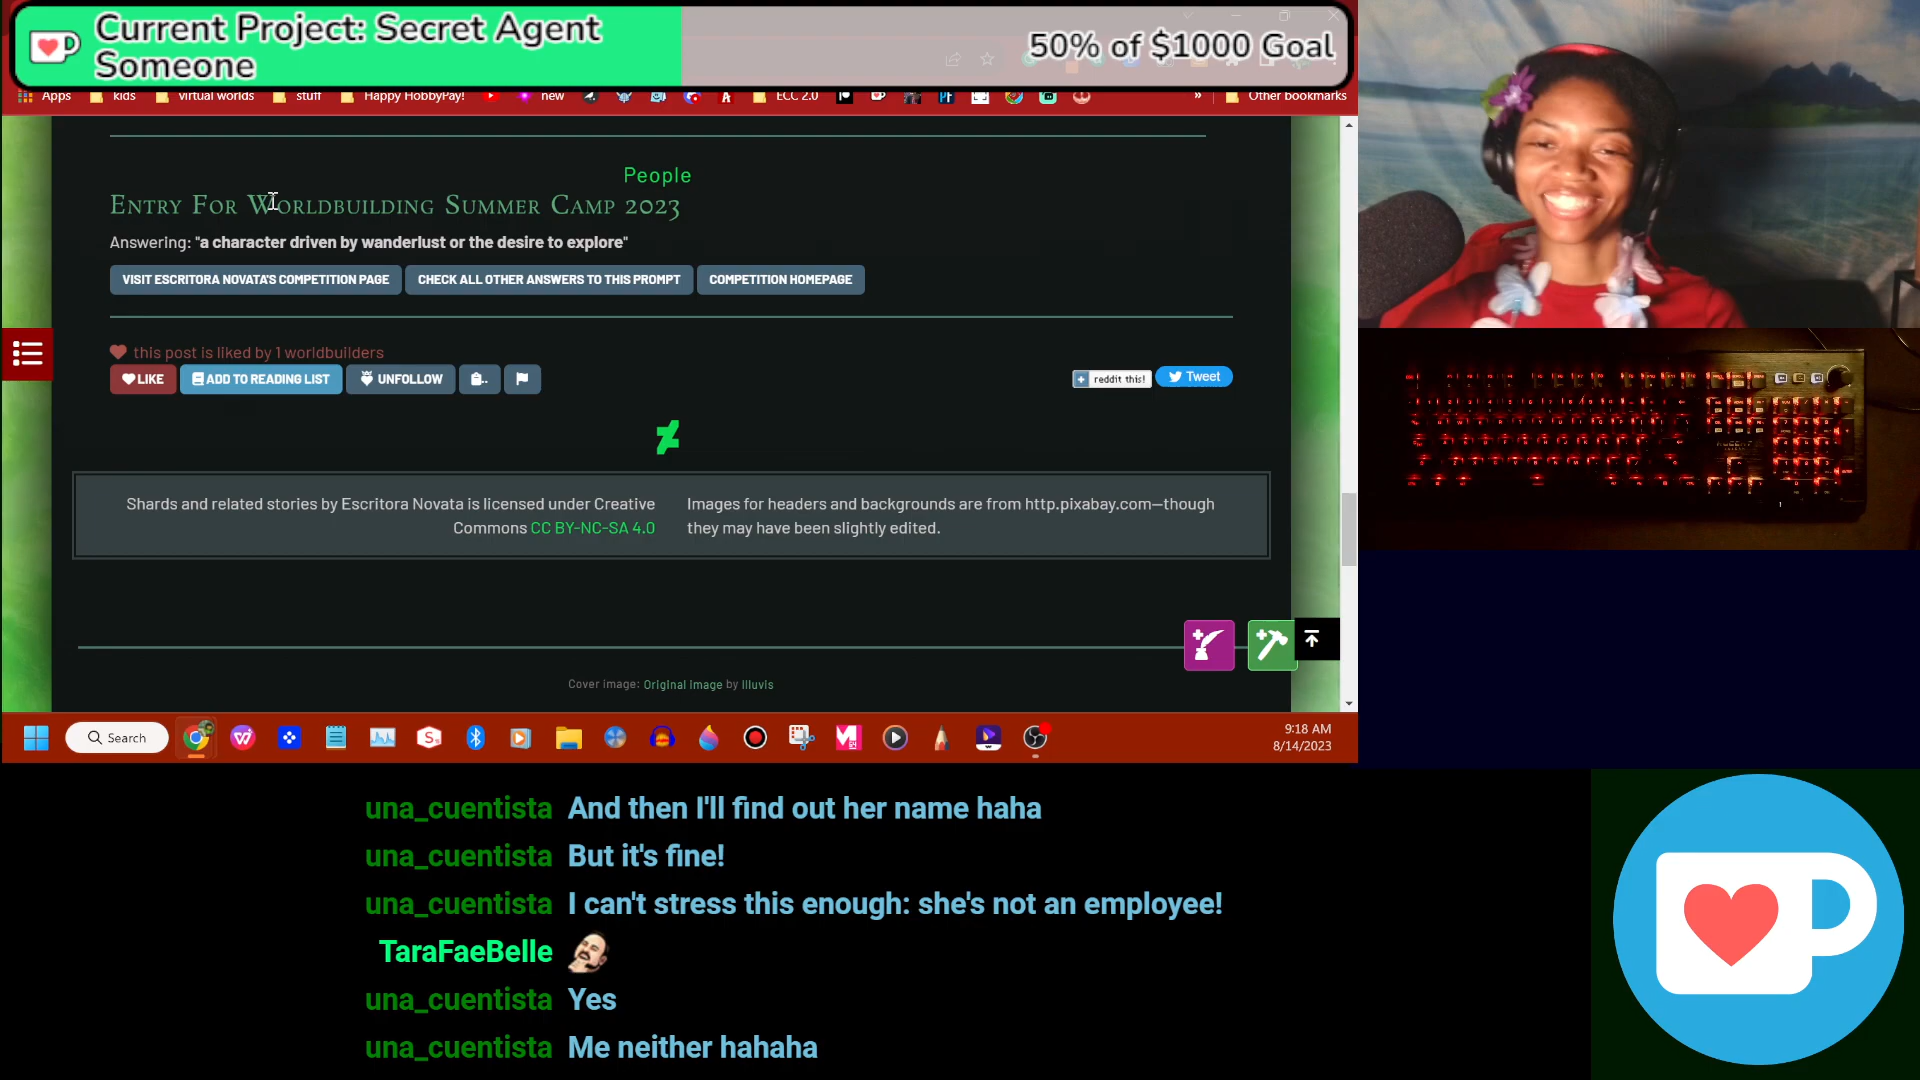 Current Project: Secret Agent
Someone
50% of $1000 Goal
Apps
kids
virtual worlds
stuff
Happy HobbyPay!
new
ECC 2.0
»
Other bookmarks
People
Entry For Worldbuilding Summer Camp 2023
Answering: "a character driven by wanderlust or the desire to explore"
VISIT ESCRITORA NOVATA'S COMPETITION PAGE
CHECK ALL OTHER ANSWERS TO THIS PROMPT
COMPETITION HOMEPAGE
this post is liked by 1 worldbuilders
LIKE
ADD TO READING LIST
UNFOLLOW
reddit this!
Tweet
Shards and related stories by Escritora Novata is licensed under Creative
Commons CC BY-NC-SA 4.0
Images for headers and backgrounds are from http.pixabay.com—though
they may have been slightly edited.
Cover image: Original Image by Illuvis
Search
9:18 AM
8/14/2023
una_cuentista And then I'll find out her name haha
una_cuentista But it's fine!
una_cuentista I can't stress this enough: she's not an employee!
TaraFaeBelle
una_cuentista Yes
una_cuentista Me neither hahaha